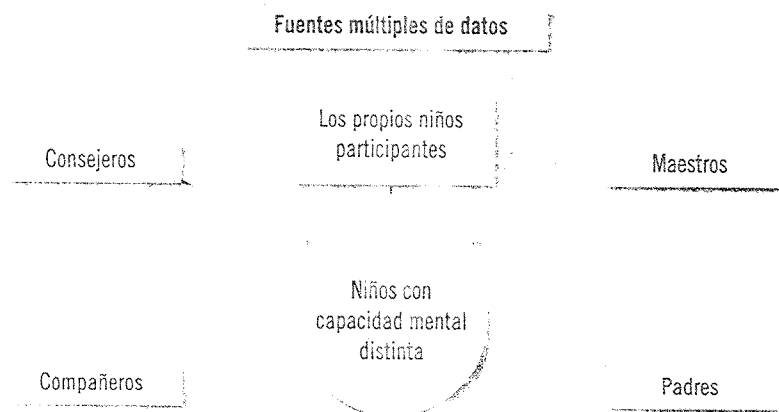 Fuentes múltiples de datos
Los propios niños
participantes
Consejeros
Maestros
Niños con
capacidad mental
distinta
Compañeros
Padres